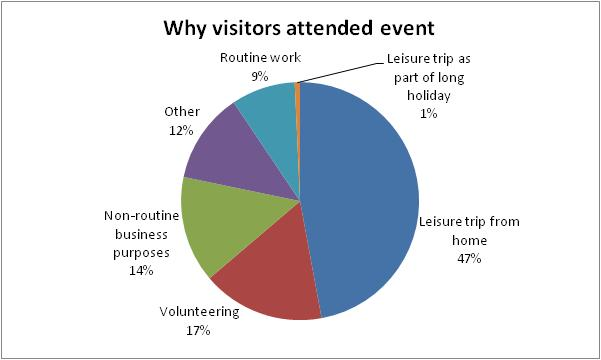 Why visitors attended event
Routine work
9%
Leisure trip as
part of long
holiday
1%
Other
12%
Non-routine
business
purposes
14%
Leisure trip from
home
47%
Volunteering
17%